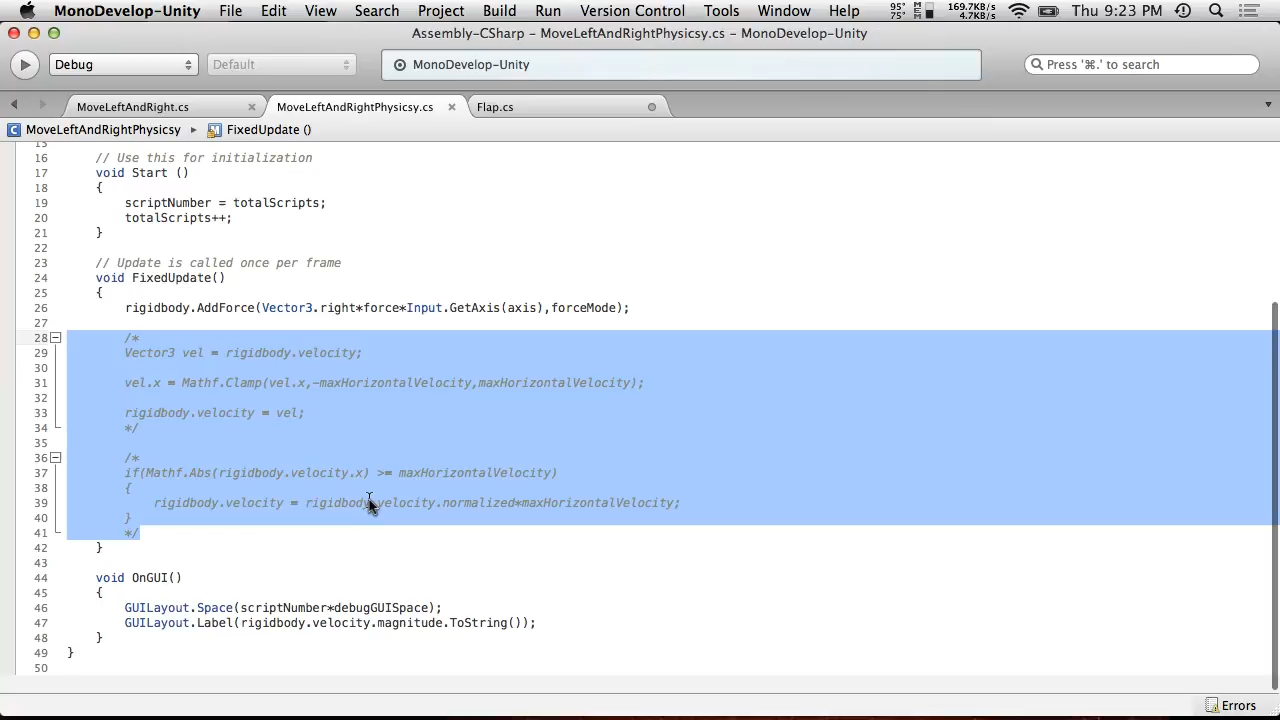 MonoDevelop-Unity File Edit View Search Project Build Run Version Control Tools Window Help 95° 75° M M 169.7KB/s 4.7KB/s Thu 9:23 PM
Assembly-CSharp – MoveLeftAndRightPhysicsy.cs – MonoDevelop-Unity
Debug Default MonoDevelop-Unity Press '⌘.' to search
MoveLeftAndRight.cs MoveLeftAndRightPhysicsy.cs Flap.cs
MoveLeftAndRightPhysicsy FixedUpdate ()
15
16 // Use this for initialization
17 void Start ()
18 {
19 scriptNumber = totalScripts;
20 totalScripts++;
21 }
22
23 // Update is called once per frame
24 void FixedUpdate()
25 {
26 rigidbody.AddForce(Vector3.right*force*Input.GetAxis(axis),forceMode);
27
28 /*
29 Vector3 vel = rigidbody.velocity;
30
31 vel.x = Mathf.Clamp(vel.x,-maxHorizontalVelocity,maxHorizontalVelocity);
32
33 rigidbody.velocity = vel;
34 */
35
36 /*
37 if(Mathf.Abs(rigidbody.velocity.x) >= maxHorizontalVelocity)
38 {
39 rigidbody.velocity = rigidbody.velocity.normalized*maxHorizontalVelocity;
40 }
41 */
42 }
43
44 void OnGUI()
45 {
46 GUILayout.Space(scriptNumber*debugGUISpace);
47 GUILayout.Label(rigidbody.velocity.magnitude.ToString());
48 }
49 }
50
Errors